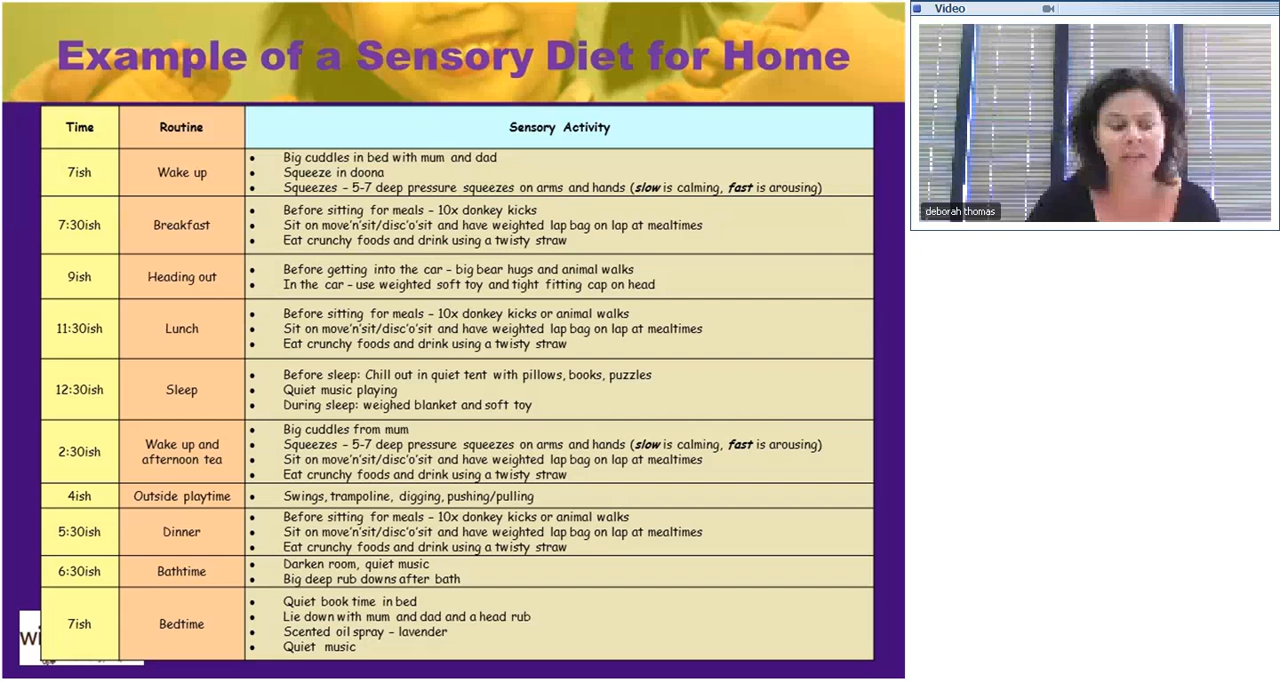 Video
Example of a Sensory Diet for Home
deborah thomas
Time Routine Sensory Activity
7ish Wake up
• Big cuddles in bed with mum and dad
• Squeeze in doona
• Squeezes – 5-7 deep pressure squeezes on arms and hands (slow is calming, fast is arousing)
7:30ish Breakfast
• Before sitting for meals – 10x donkey kicks
• Sit on move'n'sit/disc'o'sit and have weighted lap bag on lap at mealtimes
• Eat crunchy foods and drink using a twisty straw
9ish Heading out
• Before getting into the car – big bear hugs and animal walks
• In the car – use weighted soft toy and tight fitting cap on head
11:30ish Lunch
• Before sitting for meals – 10x donkey kicks or animal walks
• Sit on move'n'sit/disc'o'sit and have weighted lap bag on lap at mealtimes
• Eat crunchy foods and drink using a twisty straw
12:30ish Sleep
• Before sleep: Chill out in quiet tent with pillows, books, puzzles
• Quiet music playing
• During sleep: weighed blanket and soft toy
2:30ish Wake up and afternoon tea
• Big cuddles from mum
• Squeezes – 5-7 deep pressure squeezes on arms and hands (slow is calming, fast is arousing)
• Sit on move'n'sit/disc'o'sit and have weighted lap bag on lap at mealtimes
• Eat crunchy foods and drink using a twisty straw
4ish Outside playtime
• Swings, trampoline, digging, pushing/pulling
5:30ish Dinner
• Before sitting for meals – 10x donkey kicks or animal walks
• Sit on move'n'sit/disc'o'sit and have weighted lap bag on lap at mealtimes
• Eat crunchy foods and drink using a twisty straw
6:30ish Bathtime
• Darken room, quiet music
• Big deep rub downs after bath
7ish Bedtime
• Quiet book time in bed
• Lie down with mum and dad and a head rub
• Scented oil spray – lavender
• Quiet music